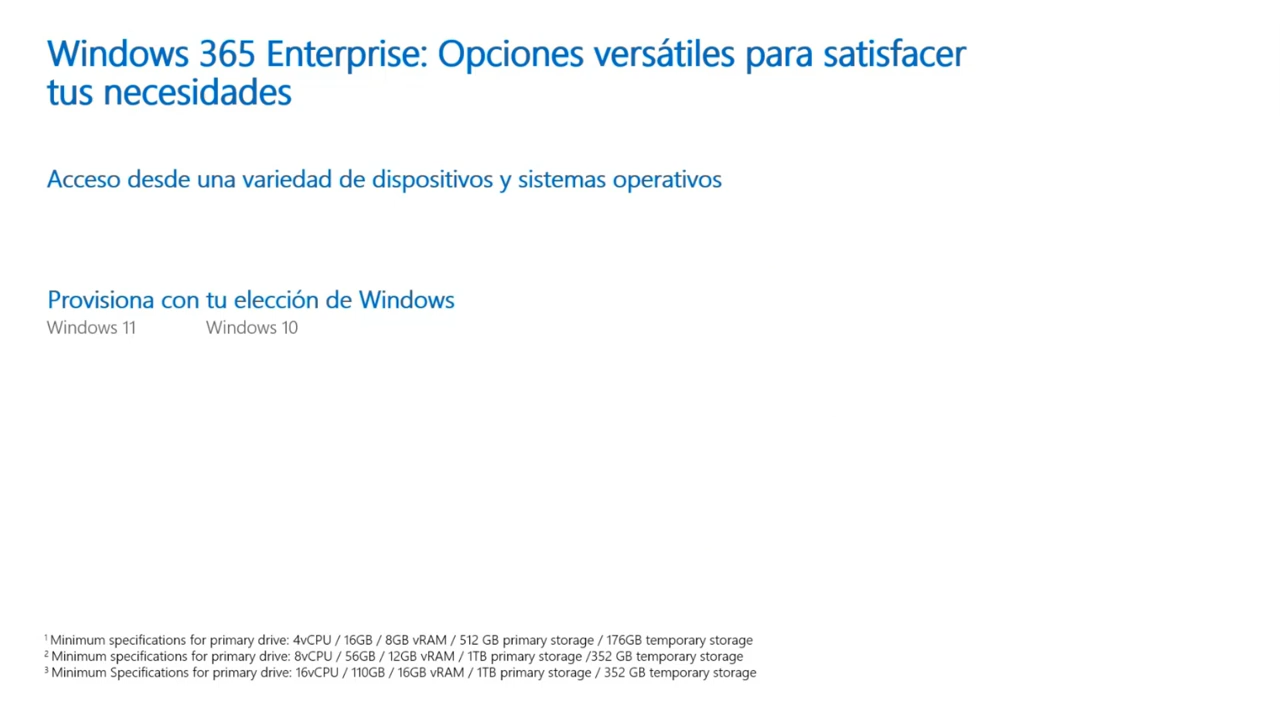 Windows 365 Enterprise: Opciones versátiles para satisfacer
tus necesidades
Acceso desde una variedad de dispositivos y sistemas operativos
Provisiona con tu elección de Windows
Windows 11 Windows 10
¹ Minimum specifications for primary drive: 4vCPU / 16GB / 8GB vRAM / 512 GB primary storage / 176GB temporary storage
² Minimum specifications for primary drive: 8vCPU / 56GB / 12GB vRAM / 1TB primary storage /352 GB temporary storage
³ Minimum Specifications for primary drive: 16vCPU / 110GB / 16GB vRAM / 1TB primary storage / 352 GB temporary storage